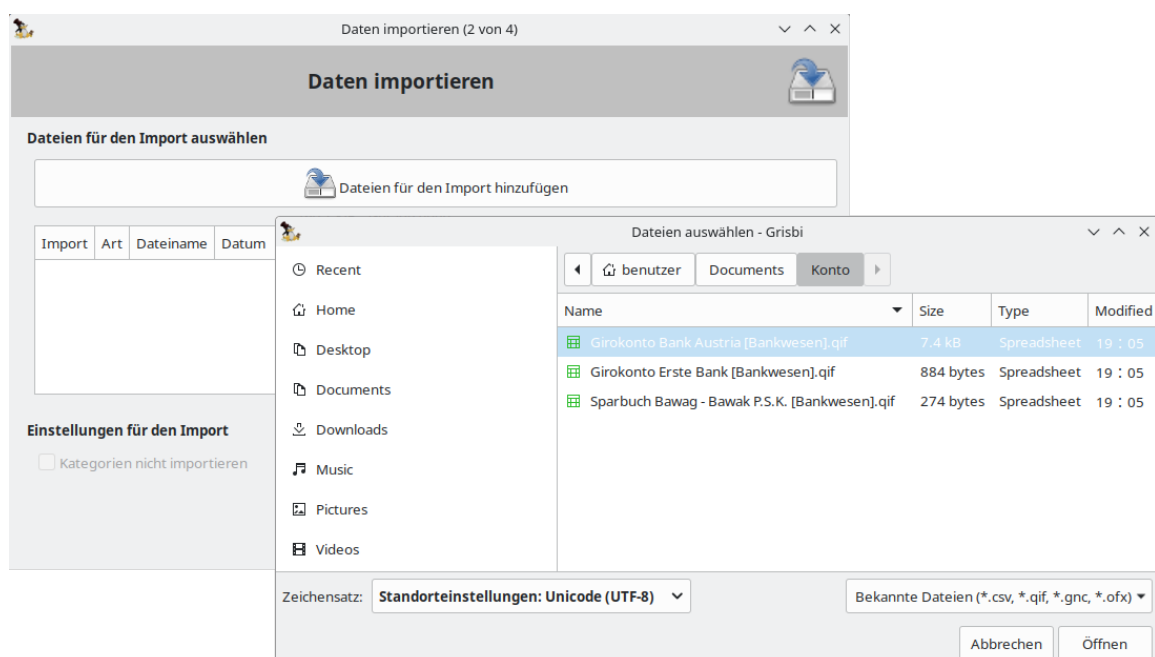 Daten importieren (2 von 4)
Daten importieren
Dateien für den Import auswählen
Dateien für den Import hinzufügen
Import Art Dateiname Datum
Einstellungen für den Import
Kategorien nicht importieren
Dateien auswählen - Grisbi
Recent
Home
Desktop
Documents
Downloads
Music
Pictures
Videos
benutzer Documents Konto
Name Size Type Modified
Girokonto Bank Austria [Bankwesen].qif 7.4 kB Spreadsheet 19:05
Girokonto Erste Bank [Bankwesen].qif 884 bytes Spreadsheet 19:05
Sparbuch Bawag - Bawak P.S.K. [Bankwesen].qif 274 bytes Spreadsheet 19:05
Zeichensatz: Standorteinstellungen: Unicode (UTF-8) Bekannte Dateien (*.csv, *.qif, *.gnc, *.ofx)
Abbrechen Öffnen